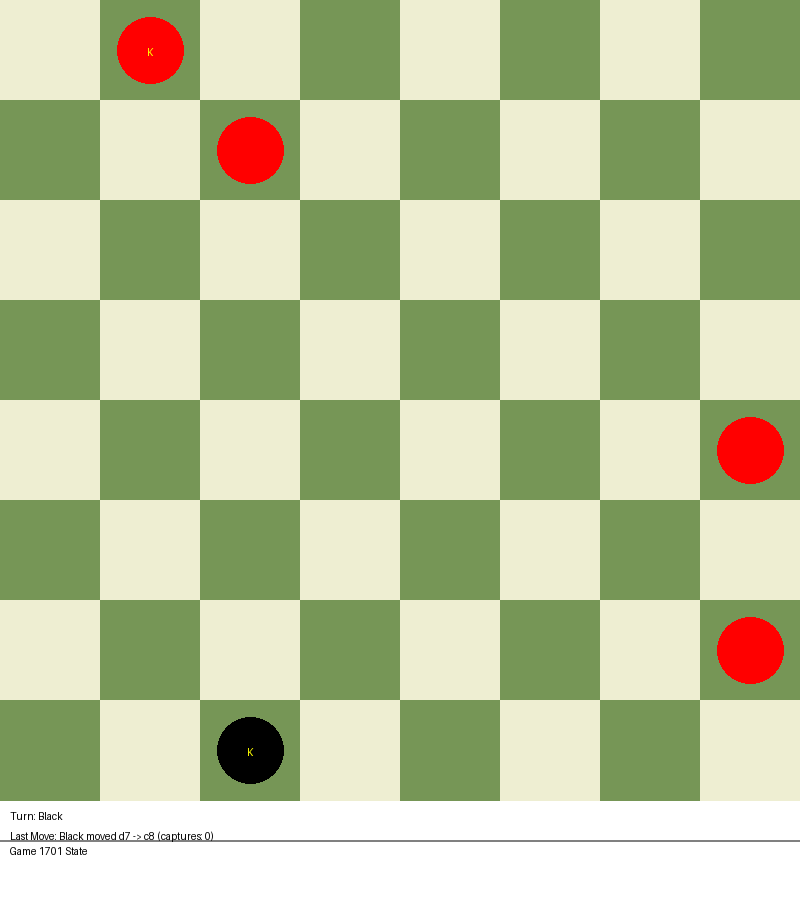 K
K
Turn: Black
Last Move: Black moved d7 -> c8 (captures: 0)
Game 1701 State